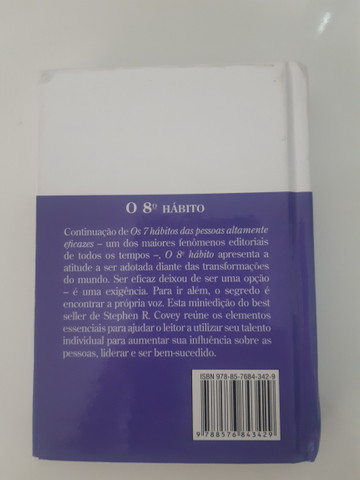 O 8º HÁBITO
Continuação de Os 7 hábitos das pessoas altamente
eficazes – um dos maiores fenômenos editoriais
de todos os tempos –, O 8º hábito apresenta a
atitude a ser adotada diante das transformações
do mundo. Ser eficaz deixou de ser uma opção
– é uma exigência. Para ir além, o segredo é
encontrar a própria voz. Esta miniedição do best
seller de Stephen R. Covey reúne os elementos
essenciais para ajudar o leitor a utilizar seu talento
individual para aumentar sua influência sobre as
pessoas, liderar e ser bem-sucedido.
ISBN 978-85-7684-342-9
9 788576 843429